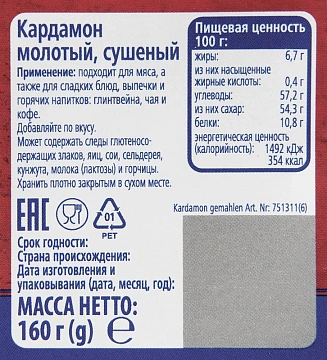 Кардамон
молотый, сушеный
Применение: подходит для мяса, а
также для сладких блюд, выпечки и
горячих напитков: глинтвейна, чая и
кофе.
Добавляйте по вкусу.
Может содержать следы глютеносо-
держащих злаков, яиц, сои, сельдерея,
кунжута, молока (лактозы) и горчицы.
Хранить плотно закрытым в сухом месте.
Пищевая ценность
100 г:
жиры: 6,7 г
из них насыщенные
жирные кислоты: 0,4 г
углеводы: 57,2 г
из них сахар: 54,3 г
белки: 10,8 г
энергетическая ценность
(калорийность): 1492 кДж
354 ккал
EAC
01
PET
Kardamon gemahlen Art. Nr: 751311(6)
Срок годности:
Страна происхождения:
Дата изготовления и
упаковывания (дата, месяц, год):
МАССА НЕТТО:
160 г (g) ℮